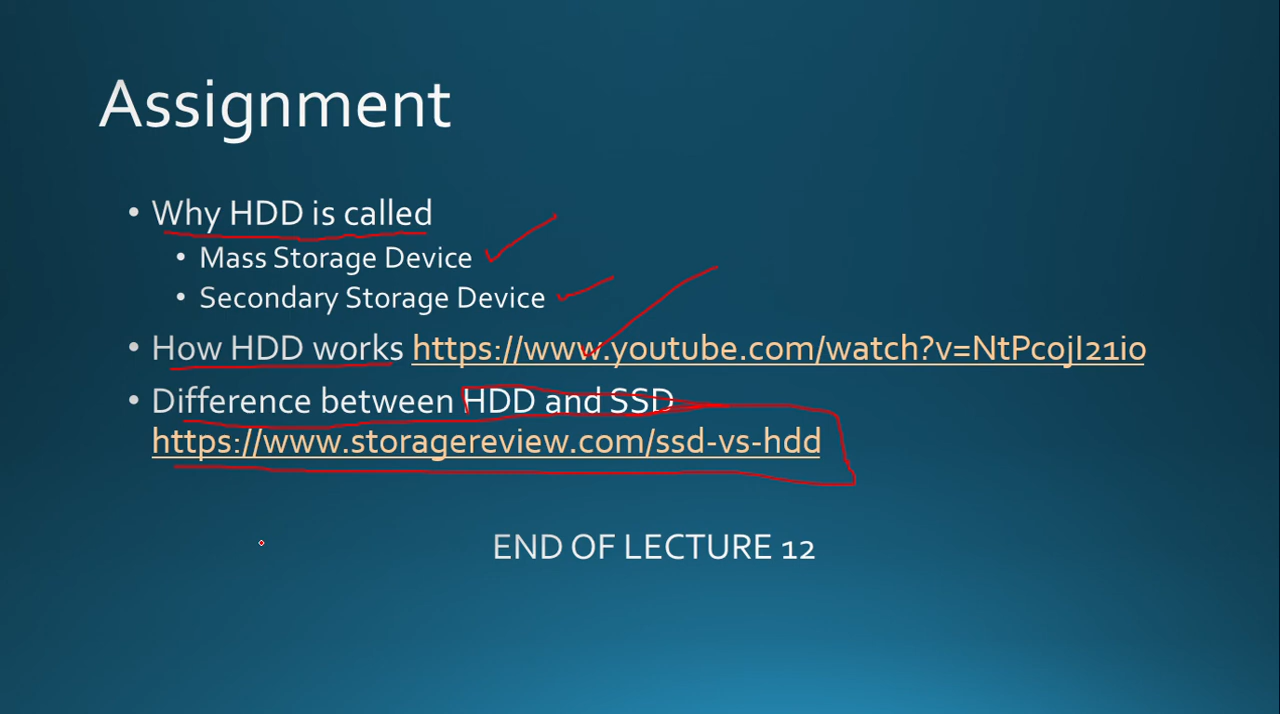 Assignment
• Why HDD is called
• Mass Storage Device
• Secondary Storage Device
• How HDD works https://www.youtube.com/watch?v=NtPc0jI21i0
• Difference between HDD and SSD
https://www.storagereview.com/ssd-vs-hdd
END OF LECTURE 12